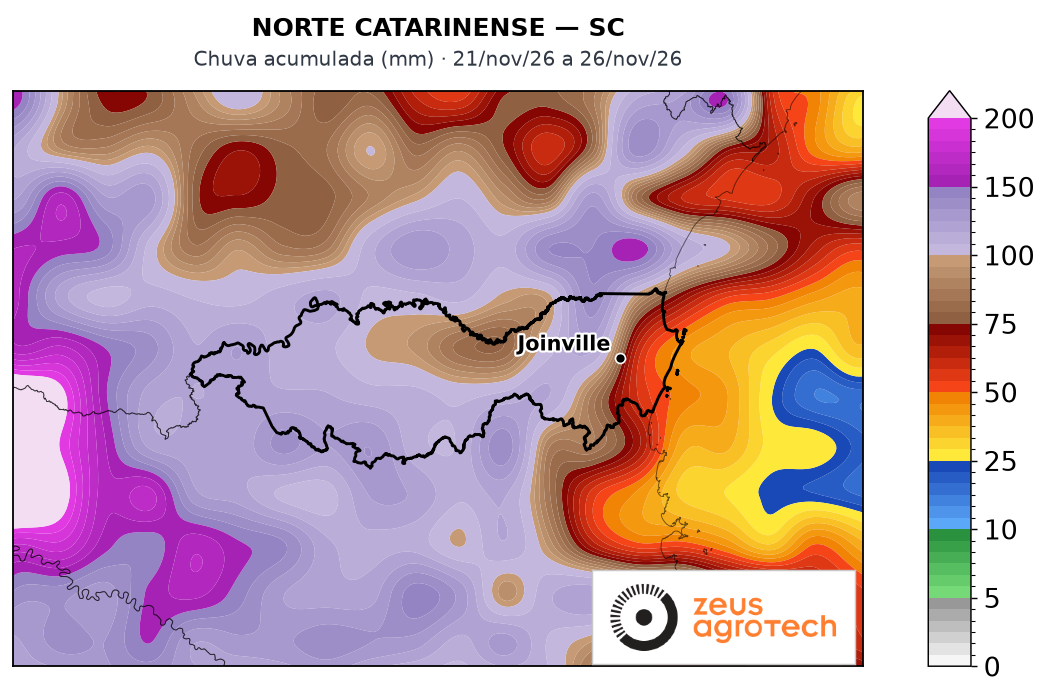 NORTE CATARINENSE — SC
Chuva acumulada (mm) · 21/nov/26 a 26/nov/26
200
150
100
75
50
25
10
5
0
Joinville
zeus
agrotech